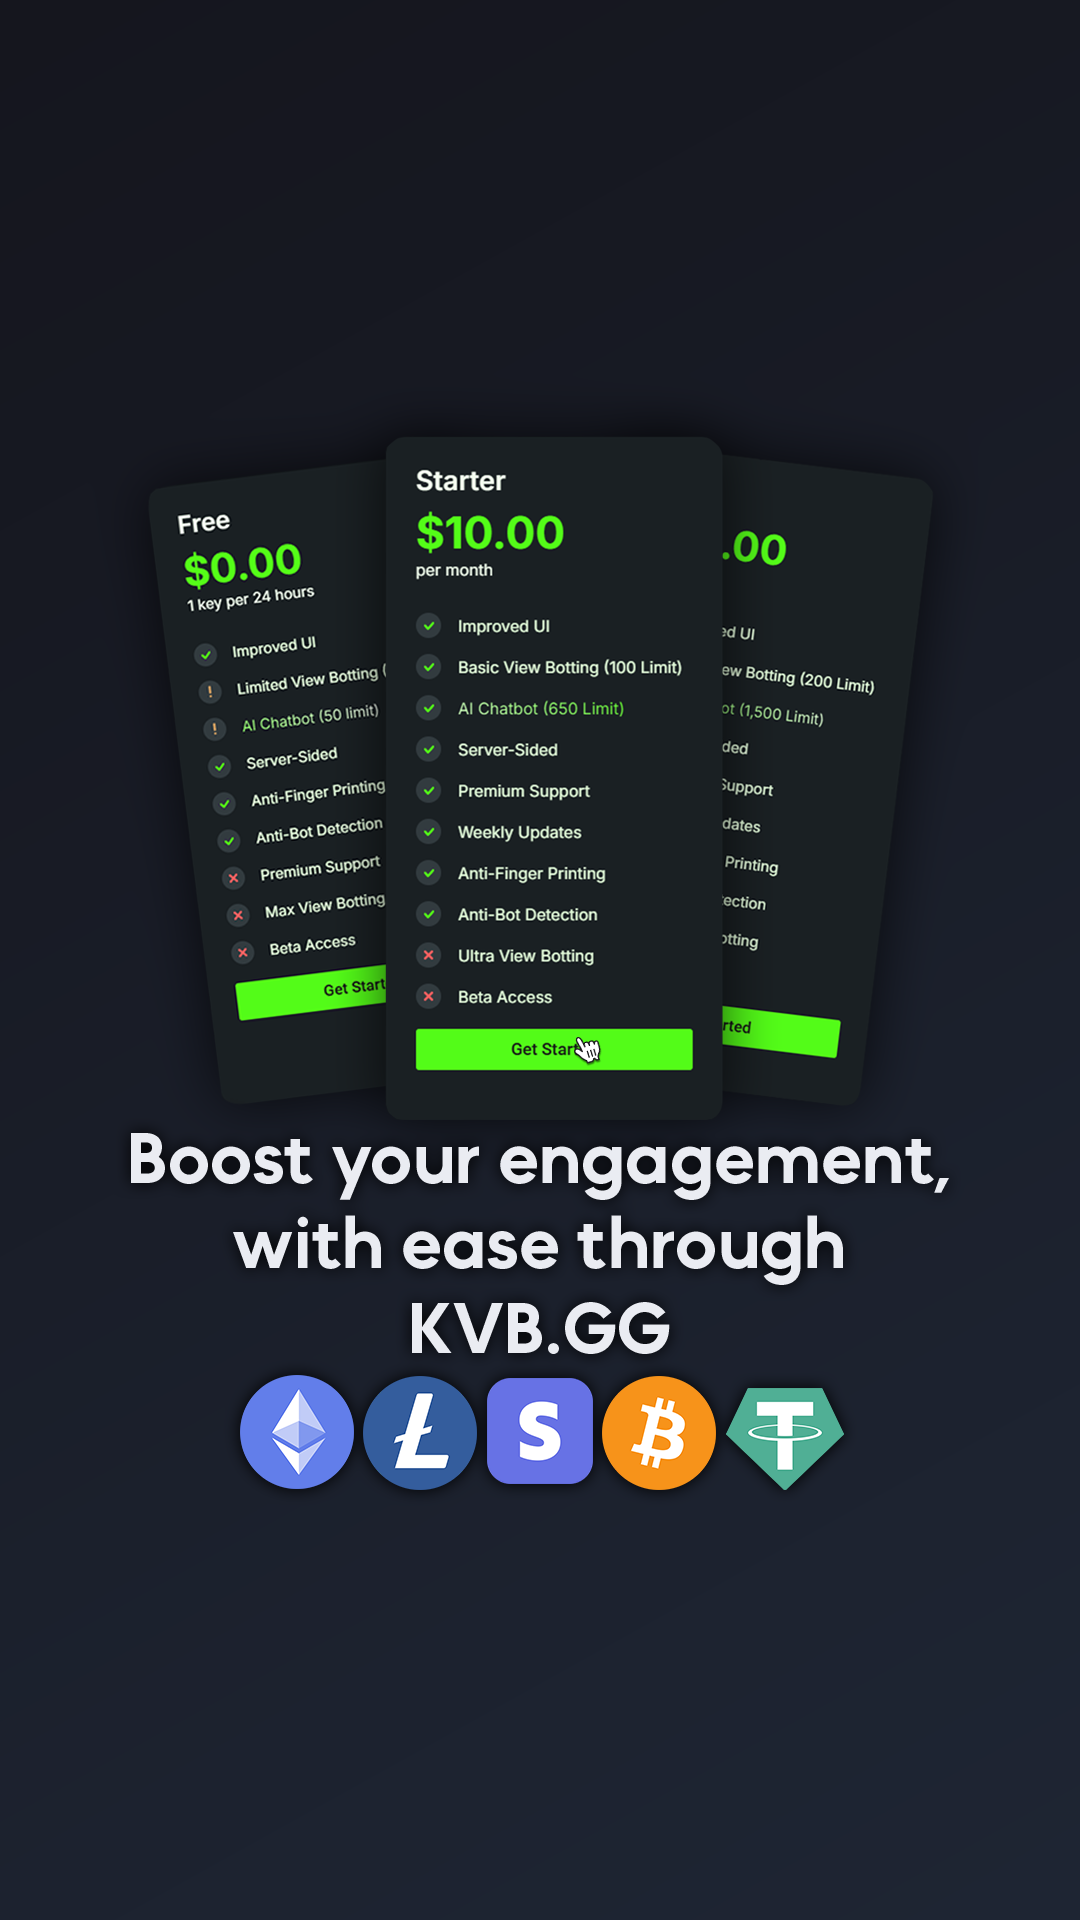 Free
$0.00
1 key per 24 hours
Improved UI
Limited View Botting (
AI Chatbot (50 limit)
Server-Sided
Anti-Finger Printing
Anti-Bot Detection
Premium Support
Max View Botting
Beta Access
Get Start
Starter
$10.00
per month
Improved UI
Basic View Botting (100 Limit)
AI Chatbot (650 Limit)
Server-Sided
Premium Support
Weekly Updates
Anti-Finger Printing
Anti-Bot Detection
Ultra View Botting
Beta Access
Get Star
.00
ed UI
ew Botting (200 Limit)
ot (1,500 Limit)
ded
Support
dates
Printing
ection
otting
rted
Boost your engagement,
with ease through
KVB.GG
S